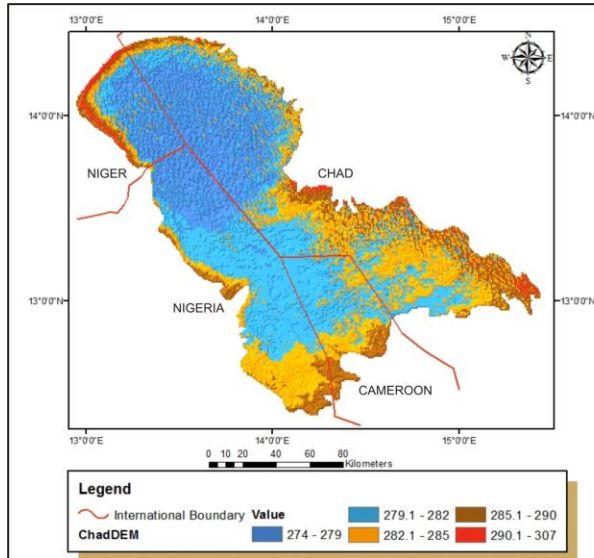 13°0'0"E 14°0'0"E 15°0'0"E
N
W E
S
14°0'0"N 14°0'0"N
NIGER CHAD
13°0'0"N 13°0'0"N
NIGERIA
CAMEROON
13°0'0"E 14°0'0"E 15°0'0"E
0 10 20 40 60 80
Kilometers
Legend
International Boundary Value 279.1 - 282 285.1 - 290
ChadDEM 274 - 279 282.1 - 285 290.1 - 307